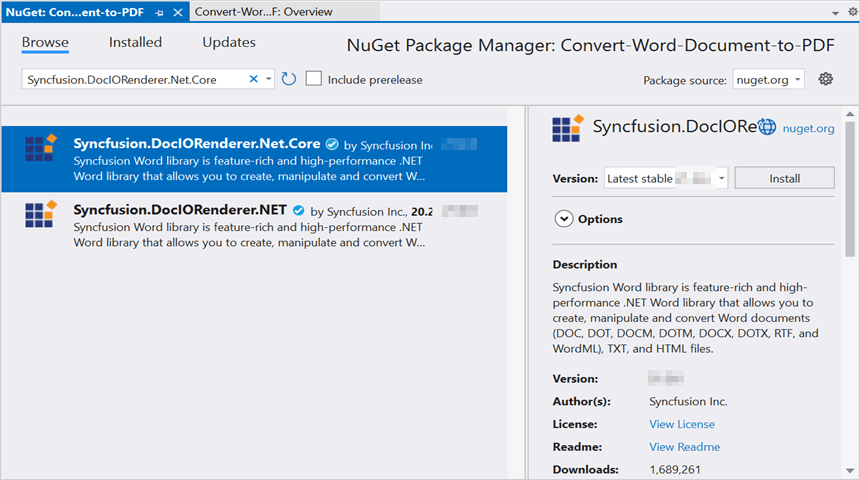 NuGet: Con...ent-to-PDF
Convert-Wor...F: Overview
Browse
Installed
Updates
NuGet Package Manager: Convert-Word-Document-to-PDF
Syncfusion.DocIORenderer.Net.Core
Include prerelease
Package source:
nuget.org
Syncfusion.DocIORenderer.Net.Core
by Syncfusion Inc
Syncfusion Word library is feature-rich and high-performance .NET
Word library that allows you to create, manipulate and convert W...
Syncfusion.DocIORenderer.NET
by Syncfusion Inc., 20.2
Syncfusion Word library is feature-rich and high-performance .NET
Word library that allows you to create, manipulate and convert W...
Syncfusion.DocIORe
nuget.org
Version:
Latest stable
Install
Options
Description
Syncfusion Word library is feature-rich and high-
performance .NET Word library that allows you to
create, manipulate and convert Word documents
(DOC, DOT, DOCM, DOTM, DOCX, DOTX, RTF, and
WordML), TXT, and HTML files.
Version:
Author(s): Syncfusion Inc.
License: View License
Readme: View Readme
Downloads: 1,689,261